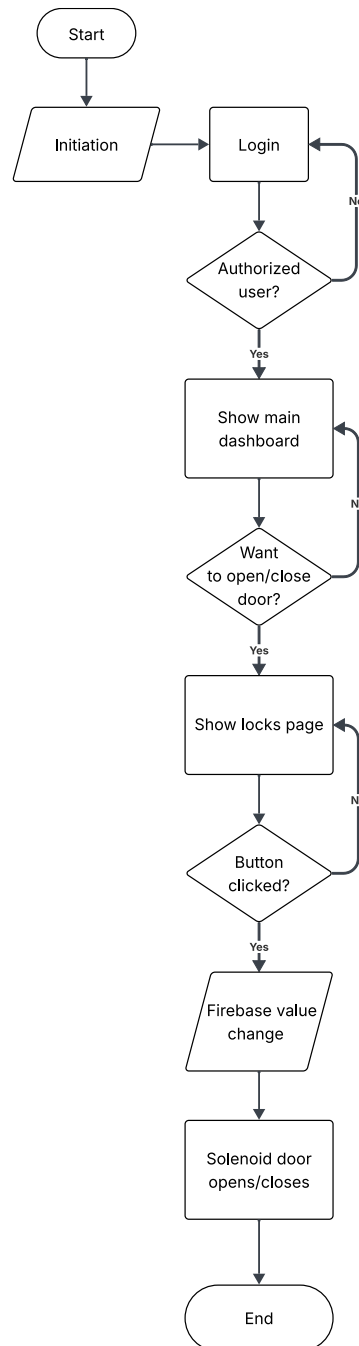 Start
Initiation
Login
No
Authorized
user?
Yes
Show main
dashboard
Want
to open/close
door?
Yes
Show locks page
Button
clicked?
Yes
Firebase value
change
Solenoid door
opens/closes
End